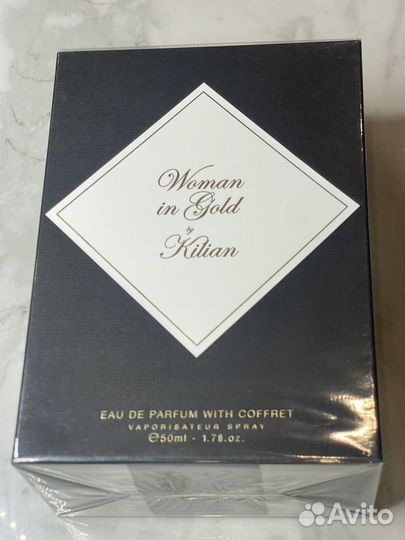 Woman
in Gold
by
Kilian
EAU DE PARFUM WITH COFFRET
VAPORISATEUR SPRAY
℮50ml - 1.7fl.oz.
Avito